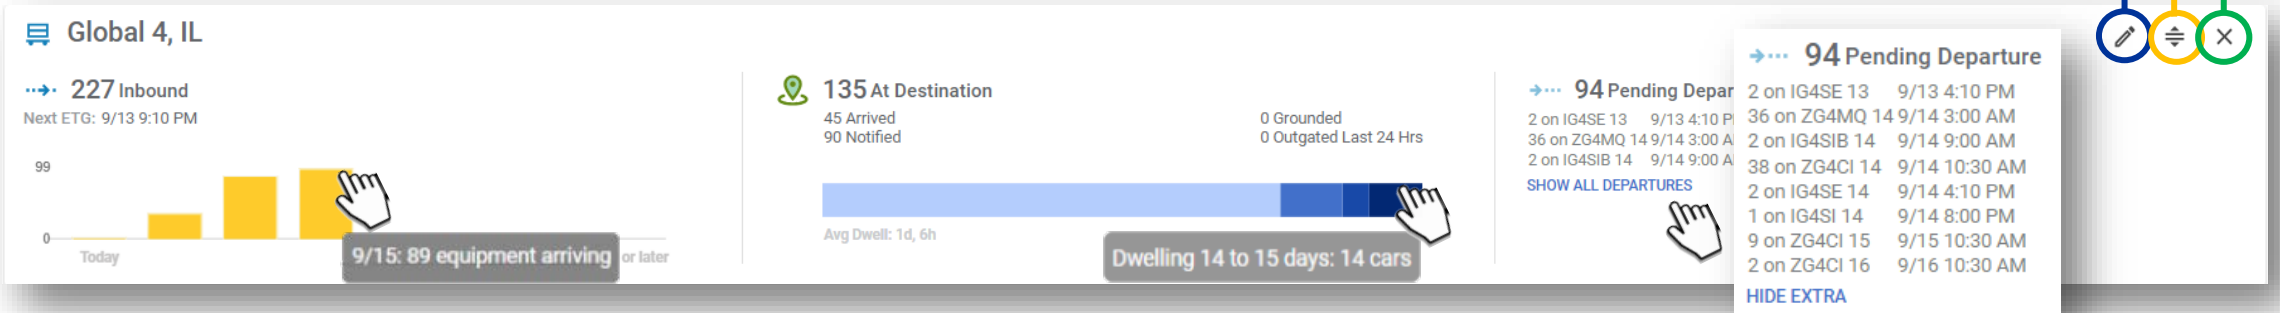 Global 4, IL
227 Inbound
Next ETG: 9/13 9:10 PM
99
0
Today
9/15: 89 equipment arriving
or later
135 At Destination
45 Arrived
90 Notified
0 Grounded
0 Outgated Last 24 Hrs
Avg Dwell: 1d, 6h
Dwelling 14 to 15 days: 14 cars
94 Pending Depar
2 on IG4SE 13 9/13 4:10 P
36 on ZG4MQ 14 9/14 3:00 A
2 on IG4SIB 14 9/14 9:00 A
SHOW ALL DEPARTURES
94 Pending Departure
2 on IG4SE 13 9/13 4:10 PM
36 on ZG4MQ 14 9/14 3:00 AM
2 on IG4SIB 14 9/14 9:00 AM
38 on ZG4CI 14 9/14 10:30 AM
2 on IG4SE 14 9/14 4:10 PM
1 on IG4SI 14 9/14 8:00 PM
9 on ZG4CI 15 9/15 10:30 AM
2 on ZG4CI 16 9/16 10:30 AM
HIDE EXTRA